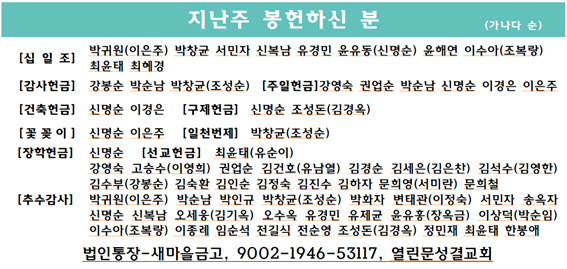 지난주 봉헌하신 분 (가나다 순)
[십 일 조] 박귀원(이은주) 박창균 서민자 신복남 유경민 윤유동(신명순) 윤해연 이수아(조복랑)
최윤태 최혜경
[감사헌금] 강봉순 박순남 박창균(조성순) [주일헌금]강영숙 권업순 박순남 신명순 이경은 이은주
[건축헌금] 신명순 이경은 [구제헌금] 신명순 조성돈(김경옥)
[꽃 꽂 이] 신명순 이은주 [일천번제] 박창균(조성순)
[장학헌금] 신명순 [선교헌금] 최윤태(유순이)
강영숙 고승수(이영희) 권업순 김건호(유남열) 김경순 김세은(김은찬) 김석수(김영한)
김수부(강봉순) 김숙환 김인순 김정숙 김진수 김하자 문희영(서미란) 문희철
[추수감사] 박귀원(이은주) 박순남 박인규 박창균(조성순) 박화자 변태관(이정숙) 서민자 송옥자
신명순 신복남 오세웅(김기옥) 오수옥 유경민 유제균 윤유홍(장옥금) 이상덕(박순임)
이수아(조복랑) 이종례 임순석 전길식 전순영 조성돈(김경옥) 정민재 최윤태 한봉애
법인통장-새마을금고, 9002-1946-53117, 열린문성결교회